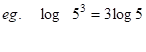 eg. log 5³ = 3log 5